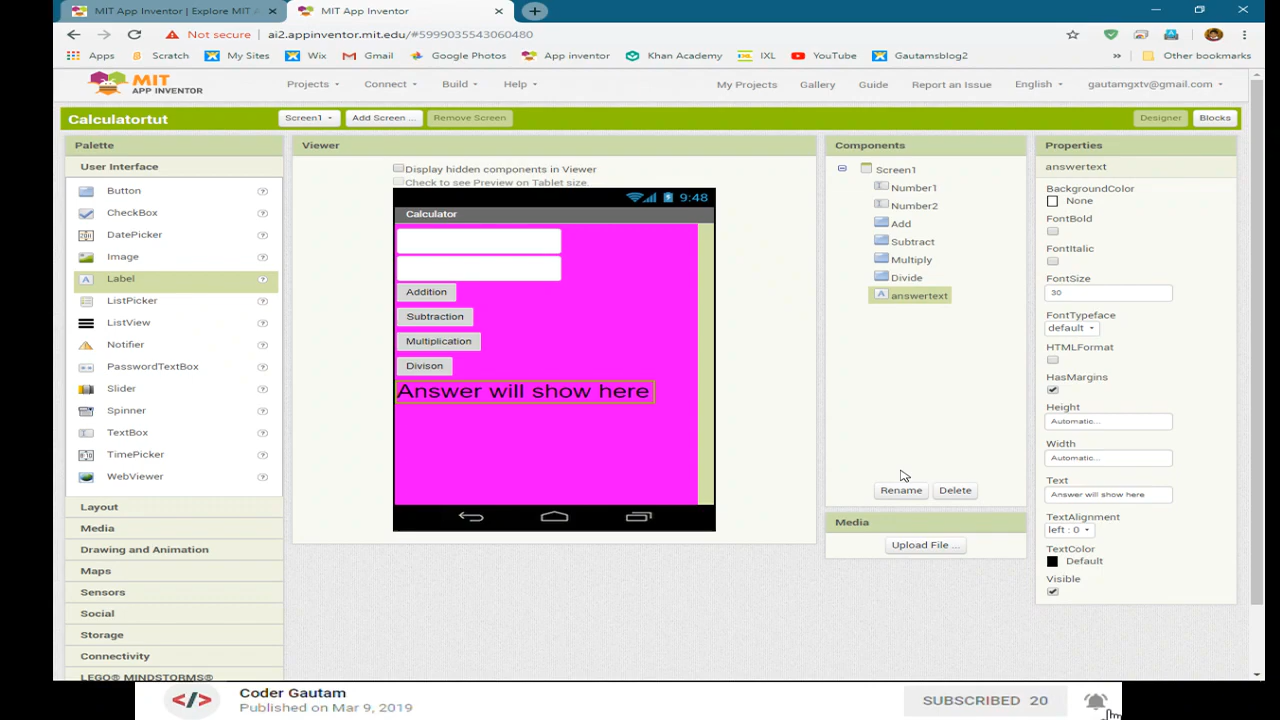 MIT App Inventor | Explore MIT A
MIT App Inventor
Not secure
ai2.appinventor.mit.edu/#5999035543060480
Apps
Scratch
My Sites
Wix
Gmail
Google Photos
App inventor
Khan Academy
IXL
YouTube
Gautamsblog2
»
Other bookmarks
MIT
APP INVENTOR
Projects
Connect
Build
Help
My Projects
Gallery
Guide
Report an Issue
English
gautamgxtv@gmail.com
Calculatortut
Screen1
Add Screen ...
Remove Screen
Designer
Blocks
Palette
User Interface
Button
CheckBox
DatePicker
Image
Label
ListPicker
ListView
Notifier
PasswordTextBox
Slider
Spinner
TextBox
TimePicker
WebViewer
Layout
Media
Drawing and Animation
Maps
Sensors
Social
Storage
Connectivity
LEGO® MINDSTORMS®
Viewer
Display hidden components in Viewer
Check to see Preview on Tablet size.
9:48
Calculator
Addition
Subtraction
Multiplication
Divison
Answer will show here
Components
Screen1
Number1
Number2
Add
Subtract
Multiply
Divide
answertext
Rename
Delete
Media
Upload File ...
Properties
answertext
BackgroundColor
None
FontBold
FontItalic
FontSize
30
FontTypeface
default
HTMLFormat
HasMargins
Height
Automatic...
Width
Automatic...
Text
Answer will show here
TextAlignment
left : 0
TextColor
Default
Visible
</>
Coder Gautam
Published on Mar 9, 2019
SUBSCRIBED 20